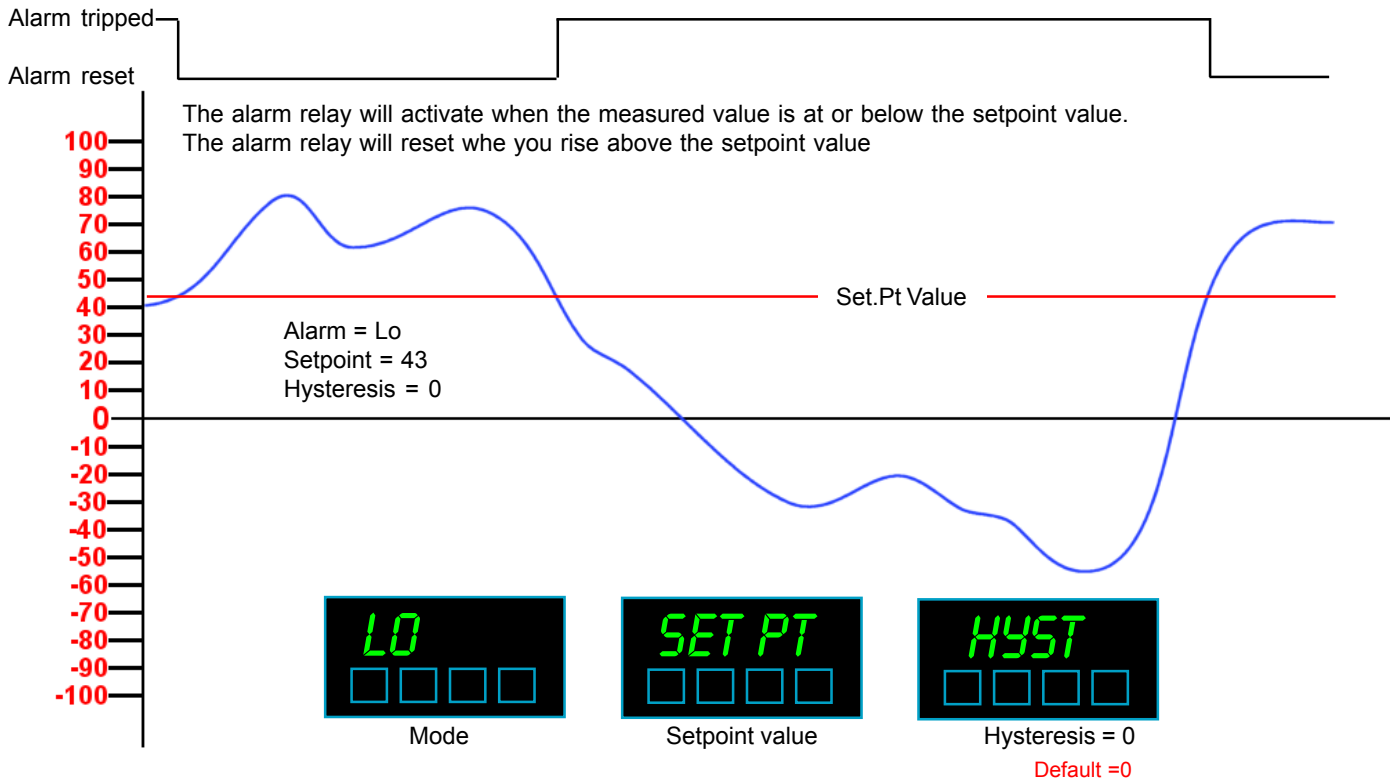 Alarm tripped
Alarm reset
The alarm relay will activate when the measured value is at or below the setpoint value.
The alarm relay will reset whe you rise above the setpoint value
100
90
80
70
60
50
40
30
20
10
0
-10
-20
-30
-40
-50
-60
-70
-80
-90
-100
Set.Pt Value
Alarm = Lo
Setpoint = 43
Hysteresis = 0
LO
SET PT
HYST
Mode
Setpoint value
Hysteresis = 0
Default =0